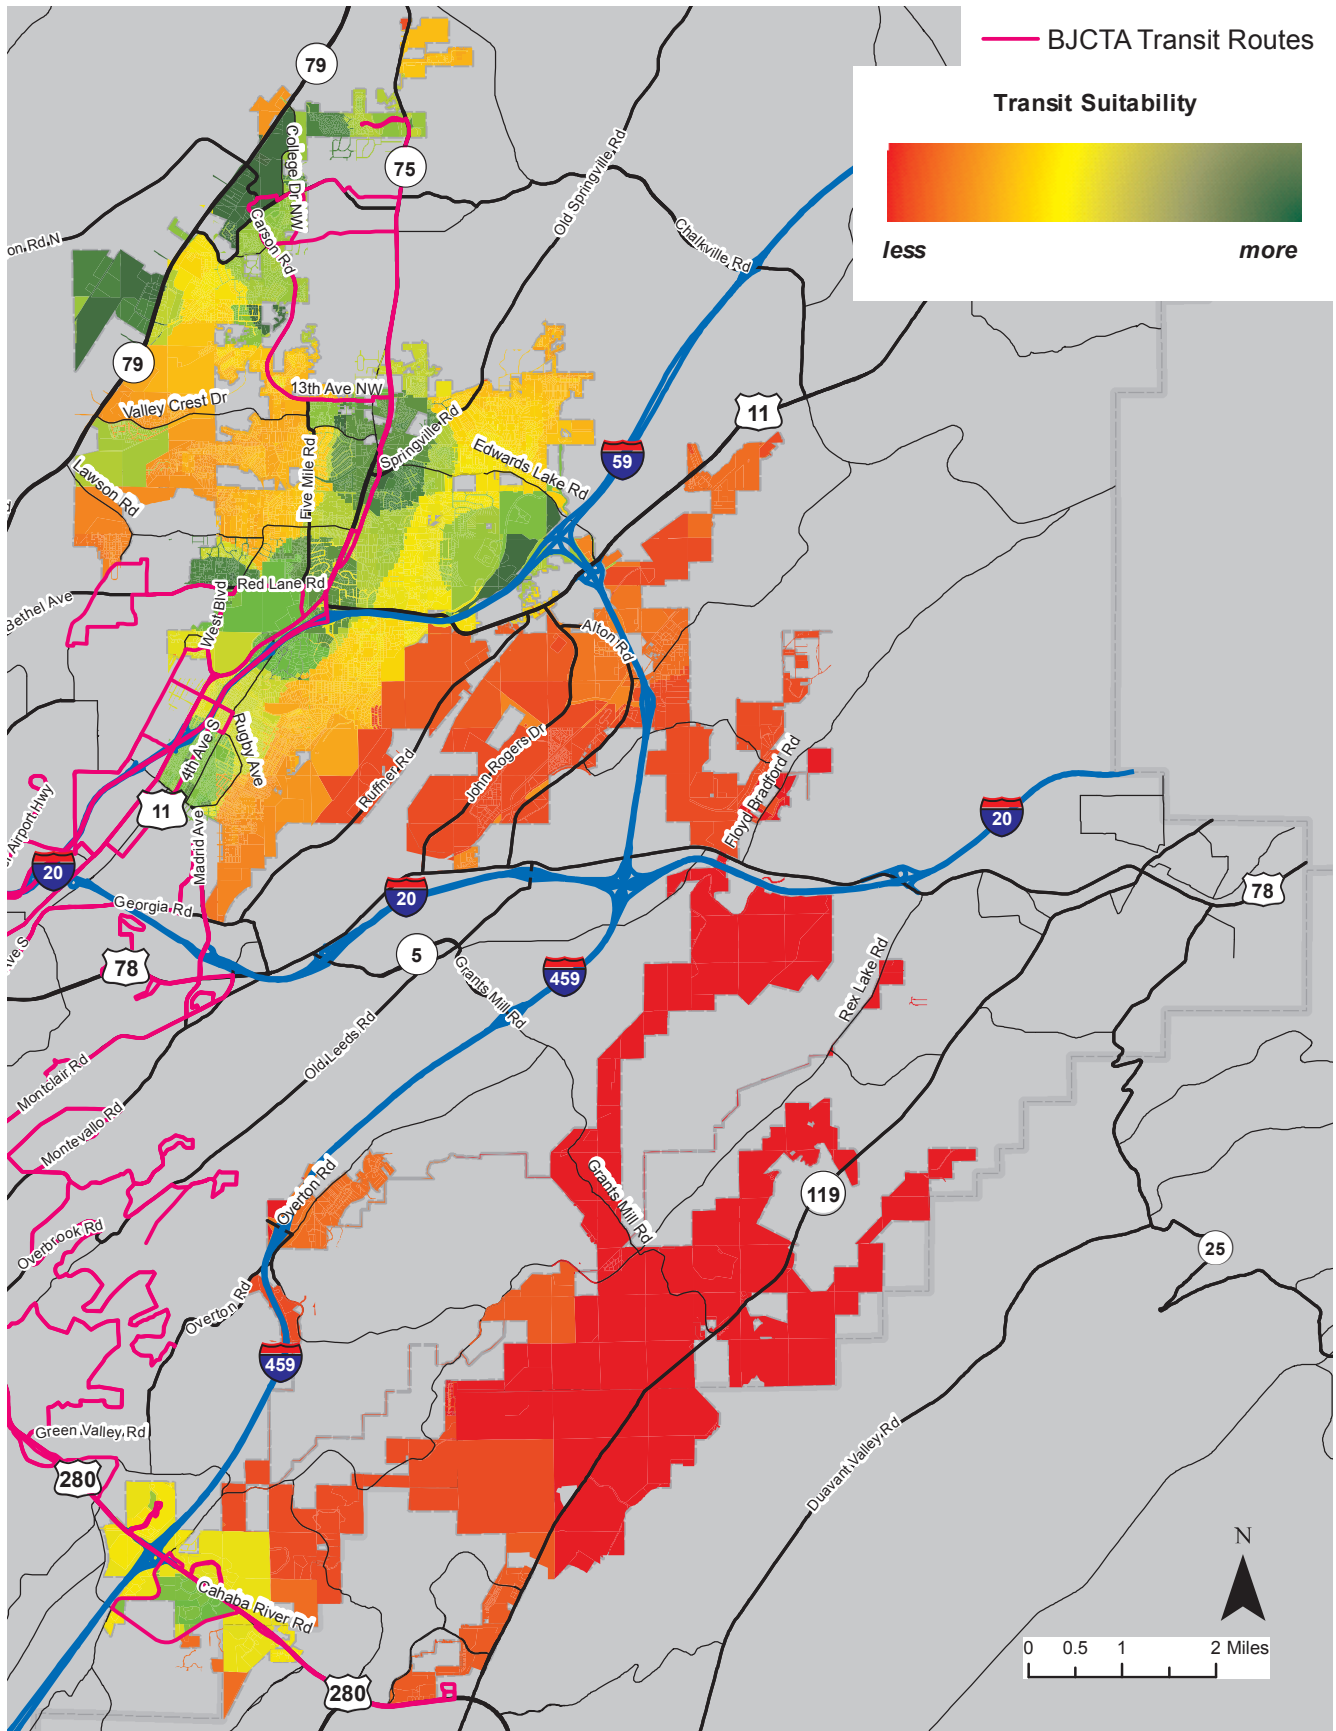 BJCTA Transit Routes
Transit Suitability
less
more
79
75
College Dr NW
Carson Rd
Old Springville Rd
Chalkville Rd
on Rd N
79
13th Ave NW
Valley Crest Dr
11
Springville Rd
Five Mile Rd
Edwards Lake Rd
59
Lawson Rd
Red Lane Rd
Bethel Ave
West Blvd
Alton Rd
4th Ave S
Rugby Ave
John Rogers Dr
Ruffner Rd
Floyd Bradford Rd
Airport Hwy
11
20
Madrid Ave
20
20
78
Georgia Rd
Ave S
78
5
Grants Mill Rd
459
Rex Lake Rd
Old Leeds Rd
Montclair Rd
Montevallo Rd
Overton Rd
Grants Mill Rd
119
Overbrook Rd
25
Overton Rd
459
Green Valley Rd
280
Duavant Valley Rd
Cahaba River Rd
280
N
0 0.5 1 2 Miles